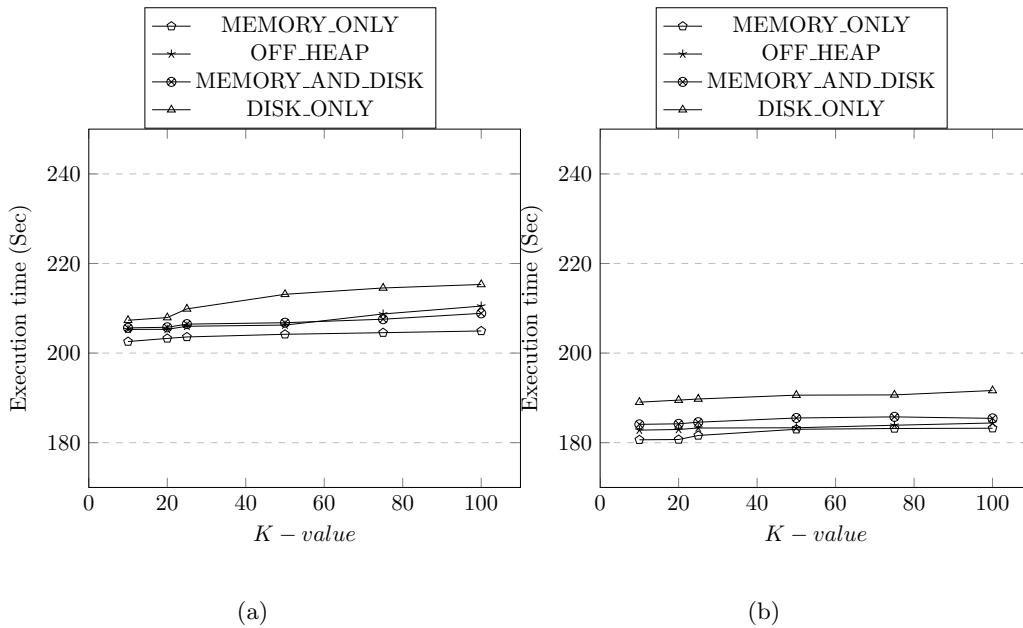 MEMORY_ONLY
OFF_HEAP
MEMORY_AND_DISK
DISK_ONLY
240
220
200
180
0
20
40
60
80
100
Execution time (Sec)
K − value
(a)
MEMORY_ONLY
OFF_HEAP
MEMORY_AND_DISK
DISK_ONLY
240
220
200
180
0
20
40
60
80
100
Execution time (Sec)
K − value
(b)